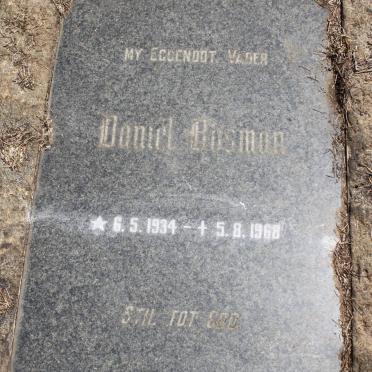 MY EGGENOOT VADER
Daniel Bosman
★ 6.5.1934 - ✝ 5.8.1968
STIL TOT GOD